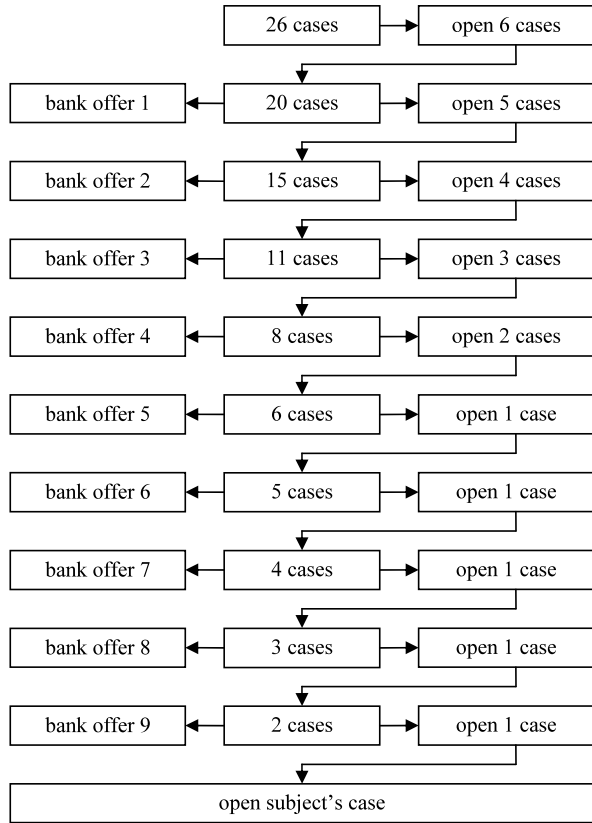 26 cases
open 6 cases
bank offer 1
20 cases
open 5 cases
bank offer 2
15 cases
open 4 cases
bank offer 3
11 cases
open 3 cases
bank offer 4
8 cases
open 2 cases
bank offer 5
6 cases
open 1 case
bank offer 6
5 cases
open 1 case
bank offer 7
4 cases
open 1 case
bank offer 8
3 cases
open 1 case
bank offer 9
2 cases
open 1 case
open subject's case